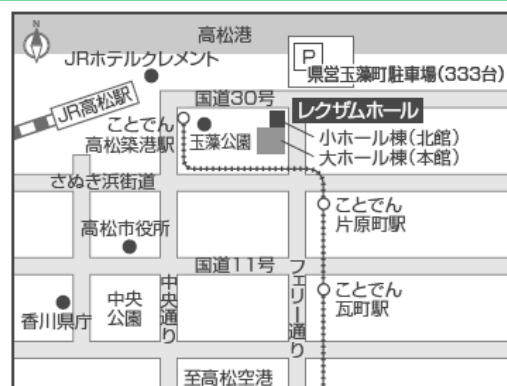 N
高松港
JRホテルクレメント
P
県営玉藻町駐車場(333台)
JR高松駅
国道30号
レクザムホール
ことでん
高松築港駅
玉藻公園
小ホール棟(北館)
大ホール棟(本館)
さぬき浜街道
ことでん
片原町駅
高松市役所
国道11号
中央通り
フェリー通り
ことでん
瓦町駅
中央
公園
香川県庁
至高松空港